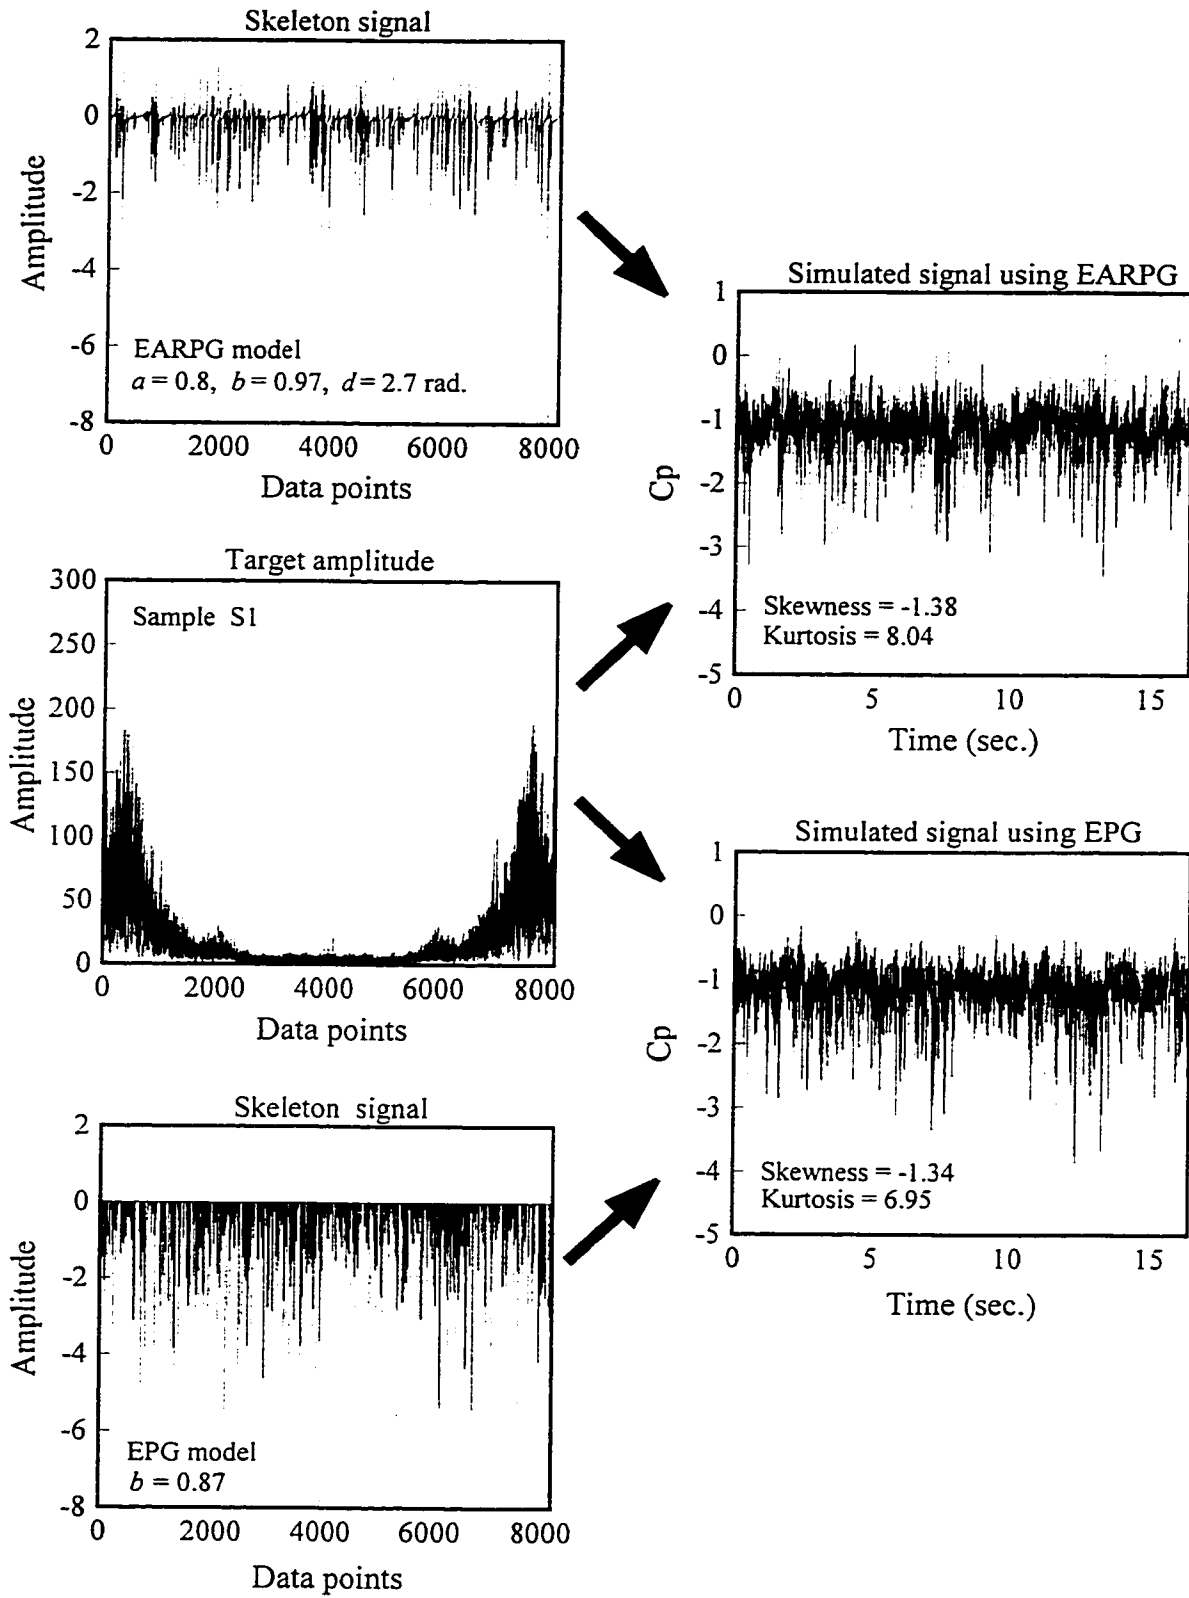 Skeleton signal
2
0
-2
-4
-6
-8
Amplitude
EARPG model
a = 0.8, b = 0.97, d = 2.7 rad.
0 2000 4000 6000 8000
Data points
Simulated signal using EARPG
1
0
-1
-2
-3
-4
-5
Cp
Skewness = -1.38
Kurtosis = 8.04
0 5 10 15
Time (sec.)
Target amplitude
300
250
200
150
100
50
0
Amplitude
Sample S1
0 2000 4000 6000 8000
Data points
Simulated signal using EPG
1
0
-1
-2
-3
-4
-5
Cp
Skewness = -1.34
Kurtosis = 6.95
0 5 10 15
Time (sec.)
Skeleton signal
2
0
-2
-4
-6
-8
Amplitude
EPG model
b = 0.87
0 2000 4000 6000 8000
Data points